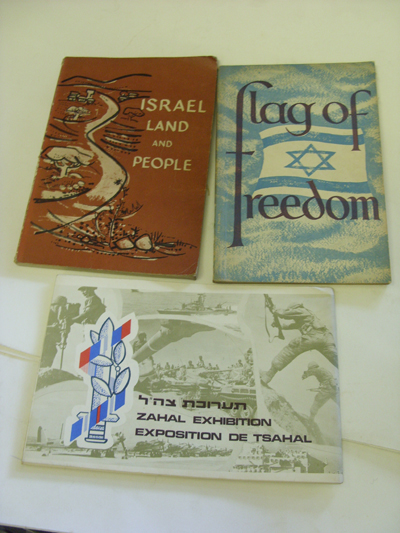 ISRAEL
LAND
AND
PEOPLE
flag of
freedom
תערוכת צה״ל
ZAHAL EXHIBITION
EXPOSITION DE TSAHAL